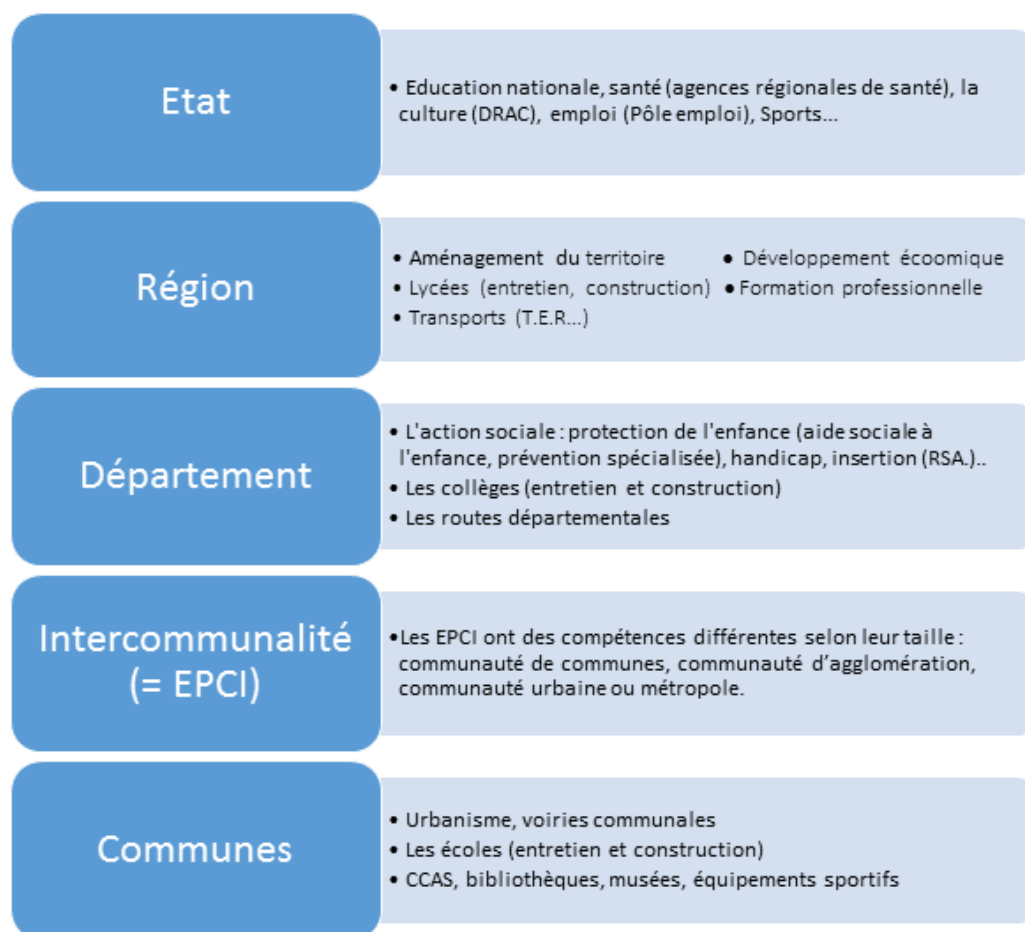 Etat
• Education nationale, santé (agences régionales de santé), la
culture (DRAC), emploi (Pôle emploi), Sports...
Région
• Aménagement du territoire • Développement écoomique
• Lycées (entretien, construction) • Formation professionnelle
• Transports (T.E.R...)
Département
• L'action sociale : protection de l'enfance (aide sociale à
l'enfance, prévention spécialisée), handicap, insertion (RSA.)..
• Les collèges (entretien et construction)
• Les routes départementales
Intercommunalité
(= EPCI)
•Les EPCI ont des compétences différentes selon leur taille :
communauté de communes, communauté d’agglomération,
communauté urbaine ou métropole.
Communes
• Urbanisme, voiries communales
• Les écoles (entretien et construction)
• CCAS, bibliothèques, musées, équipements sportifs